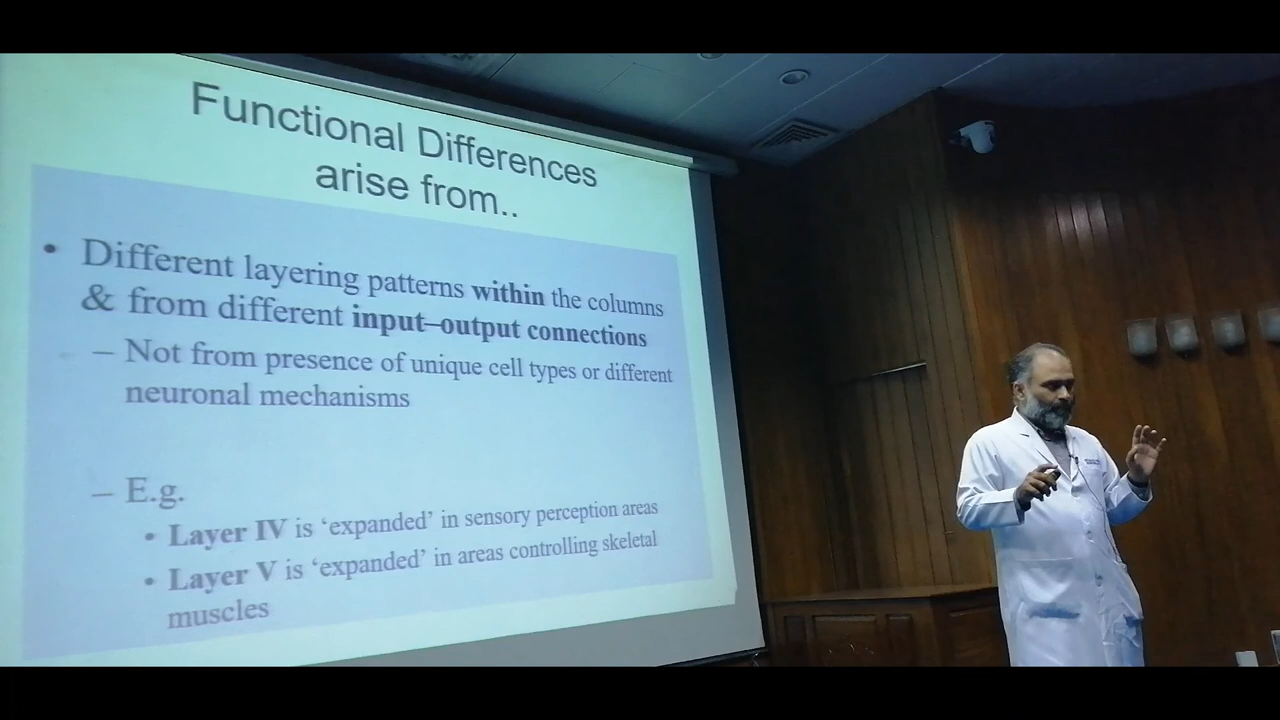 Functional Differences
arise from..
• Different layering patterns within the columns
& from different input–output connections
– Not from presence of unique cell types or different
neuronal mechanisms
– E.g.
• Layer IV is ‘expanded’ in sensory perception areas
• Layer V is ‘expanded’ in areas controlling skeletal
muscles